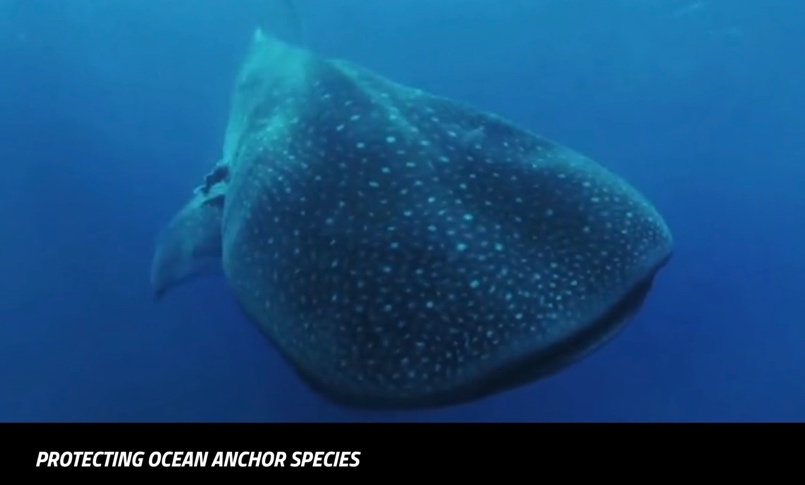 PROTECTING OCEAN ANCHOR SPECIES